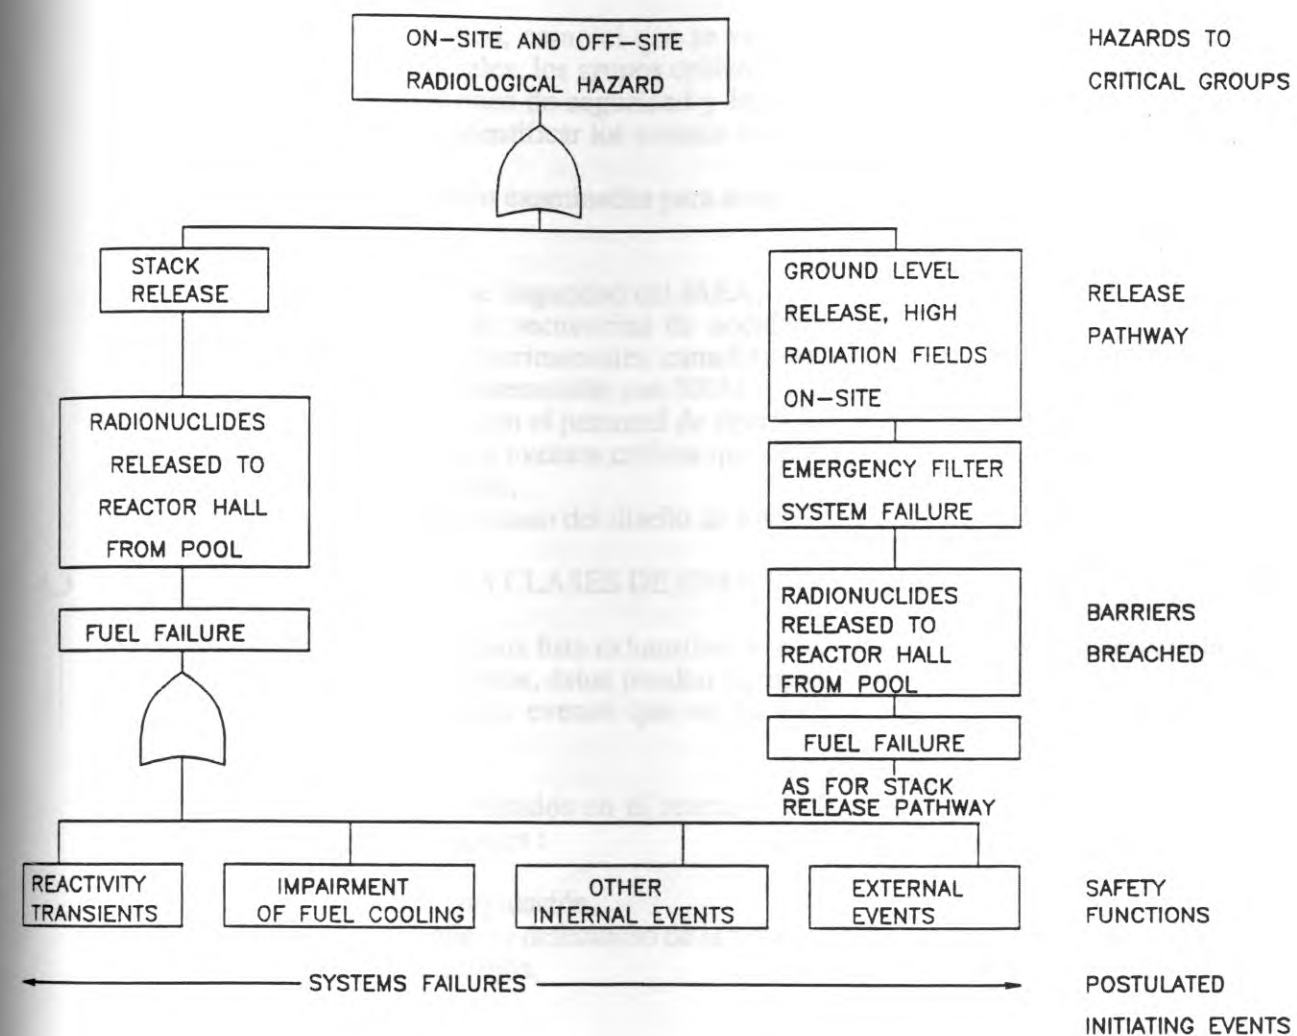 ON-SITE AND OFF-SITE
RADIOLOGICAL HAZARD
HAZARDS TO
CRITICAL GROUPS
STACK
RELEASE
GROUND LEVEL
RELEASE, HIGH
RADIATION FIELDS
ON-SITE
RELEASE
PATHWAY
RADIONUCLIDES
RELEASED TO
REACTOR HALL
FROM POOL
EMERGENCY FILTER
SYSTEM FAILURE
FUEL FAILURE
RADIONUCLIDES
RELEASED TO
REACTOR HALL
FROM POOL
BARRIERS
BREACHED
FUEL FAILURE
AS FOR STACK
RELEASE PATHWAY
REACTIVITY
TRANSIENTS
IMPAIRMENT
OF FUEL COOLING
OTHER
INTERNAL EVENTS
EXTERNAL
EVENTS
SAFETY
FUNCTIONS
SYSTEMS FAILURES
POSTULATED
INITIATING EVENTS